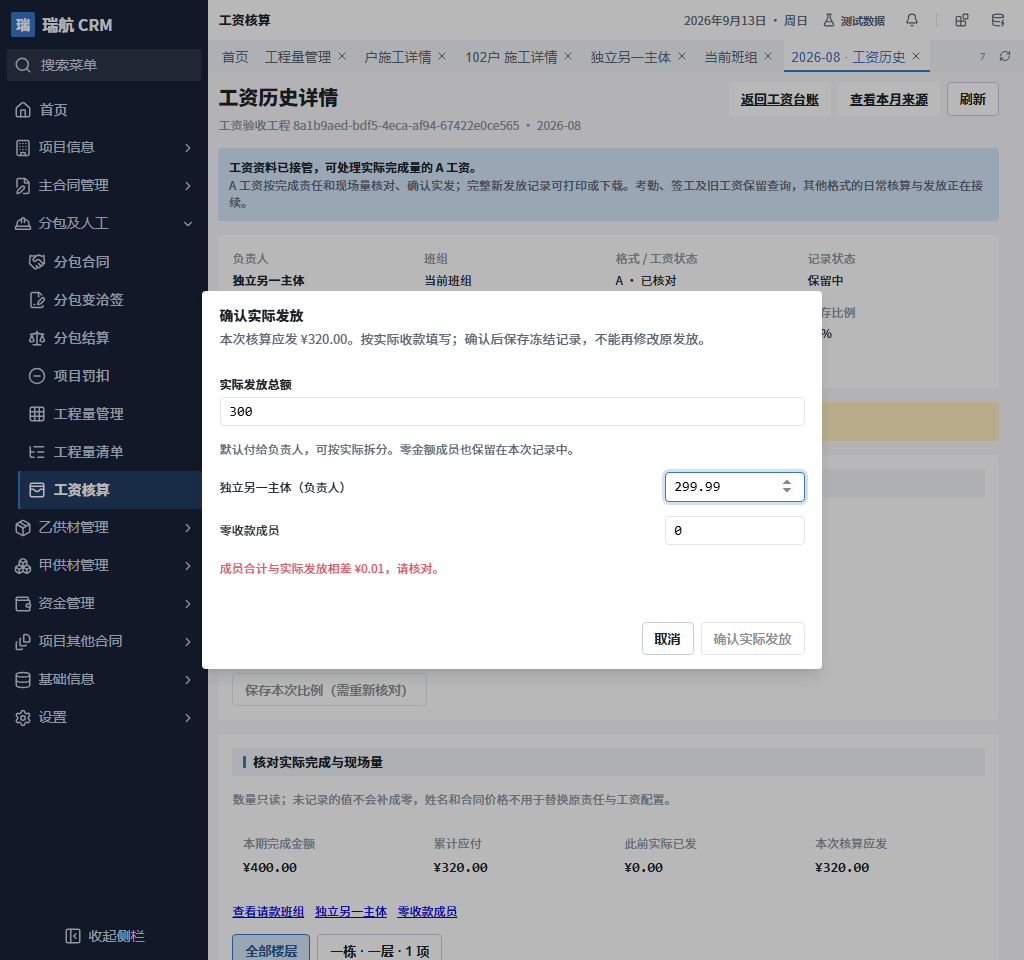 瑞 瑞航 CRM
搜索菜单
首页
项目信息
主合同管理
分包及人工
分包合同
分包变洽签
分包结算
项目罚扣
工程量管理
工程量清单
工资核算
乙供材管理
甲供材管理
资金管理
项目其他合同
基础信息
设置
收起侧栏
工资核算 2026年9月13日 · 周日 测试数据
首页 工程量管理 × 户施工详情 × 102户 施工详情 × 独立另一主体 × 当前班组 × 2026-08 · 工资历史 × 7
工资历史详情 返回工资台账 查看本月来源 刷新
工资验收工程 8a1b9aed-bdf5-4eca-af94-67422e0ce565 · 2026-08
工资资料已接管，可处理实际完成量的 A 工资。
A 工资按完成责任和现场量核对、确认实发；完整新发放记录可打印或下载。考勤、签工及旧工资保留查询，其他格式的日常核算与发放正在接
续。
负责人 班组 格式 / 工资状态 记录状态
独立另一主体 当前班组 A · 已核对 保留中
存比例
%
确认实际发放
本次核算应发 ¥320.00。按实际收款填写；确认后保存冻结记录，不能再修改原发放。
实际发放总额
300
默认付给负责人，可按实际拆分。零金额成员也保留在本次记录中。
独立另一主体（负责人） 299.99
零收款成员 0
成员合计与实际发放相差 ¥0.01，请核对。
取消 确认实际发放
保存本次比例（需重新核对）
核对实际完成与现场量
数量只读；未记录的值不会补成零，姓名和合同价格不用于替换原责任与工资配置。
本期完成金额 累计应付 此前实际已发 本次核算应发
¥400.00 ¥320.00 ¥0.00 ¥320.00
查看请款班组 独立另一主体 零收款成员
全部楼层 一栋 · 一层 · 1 项